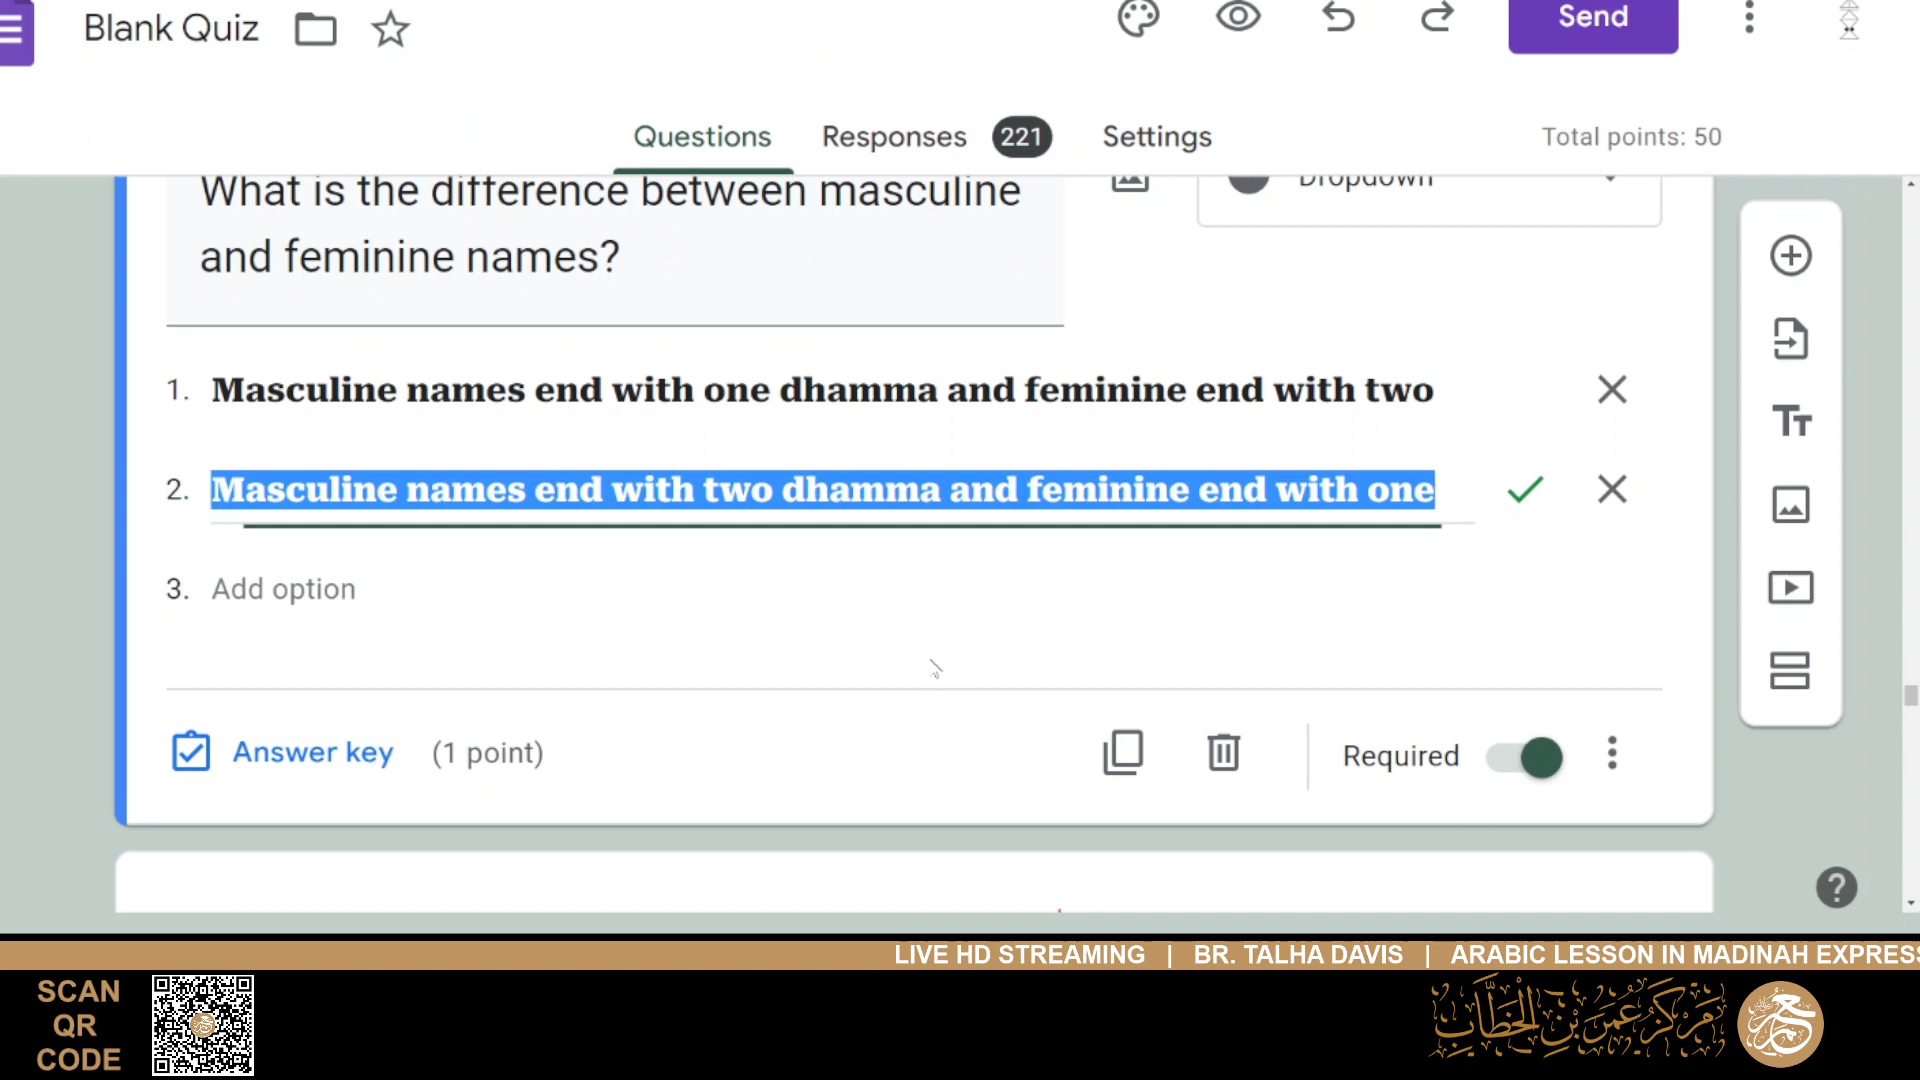 Blank Quiz
Send
Questions
Responses 221
Settings
Total points: 50
What is the difference between masculine
and feminine names?
Dropdown
1. Masculine names end with one dhamma and feminine end with two
2. Masculine names end with two dhamma and feminine end with one
3. Add option
Answer key (1 point)
Required
LIVE HD STREAMING | BR. TALHA DAVIS | ARABIC LESSON IN MADINAH EXPRESS
SCAN
QR
CODE
مَرْكَزُ عُمَرَ بْنِ الْخَطَّابِ